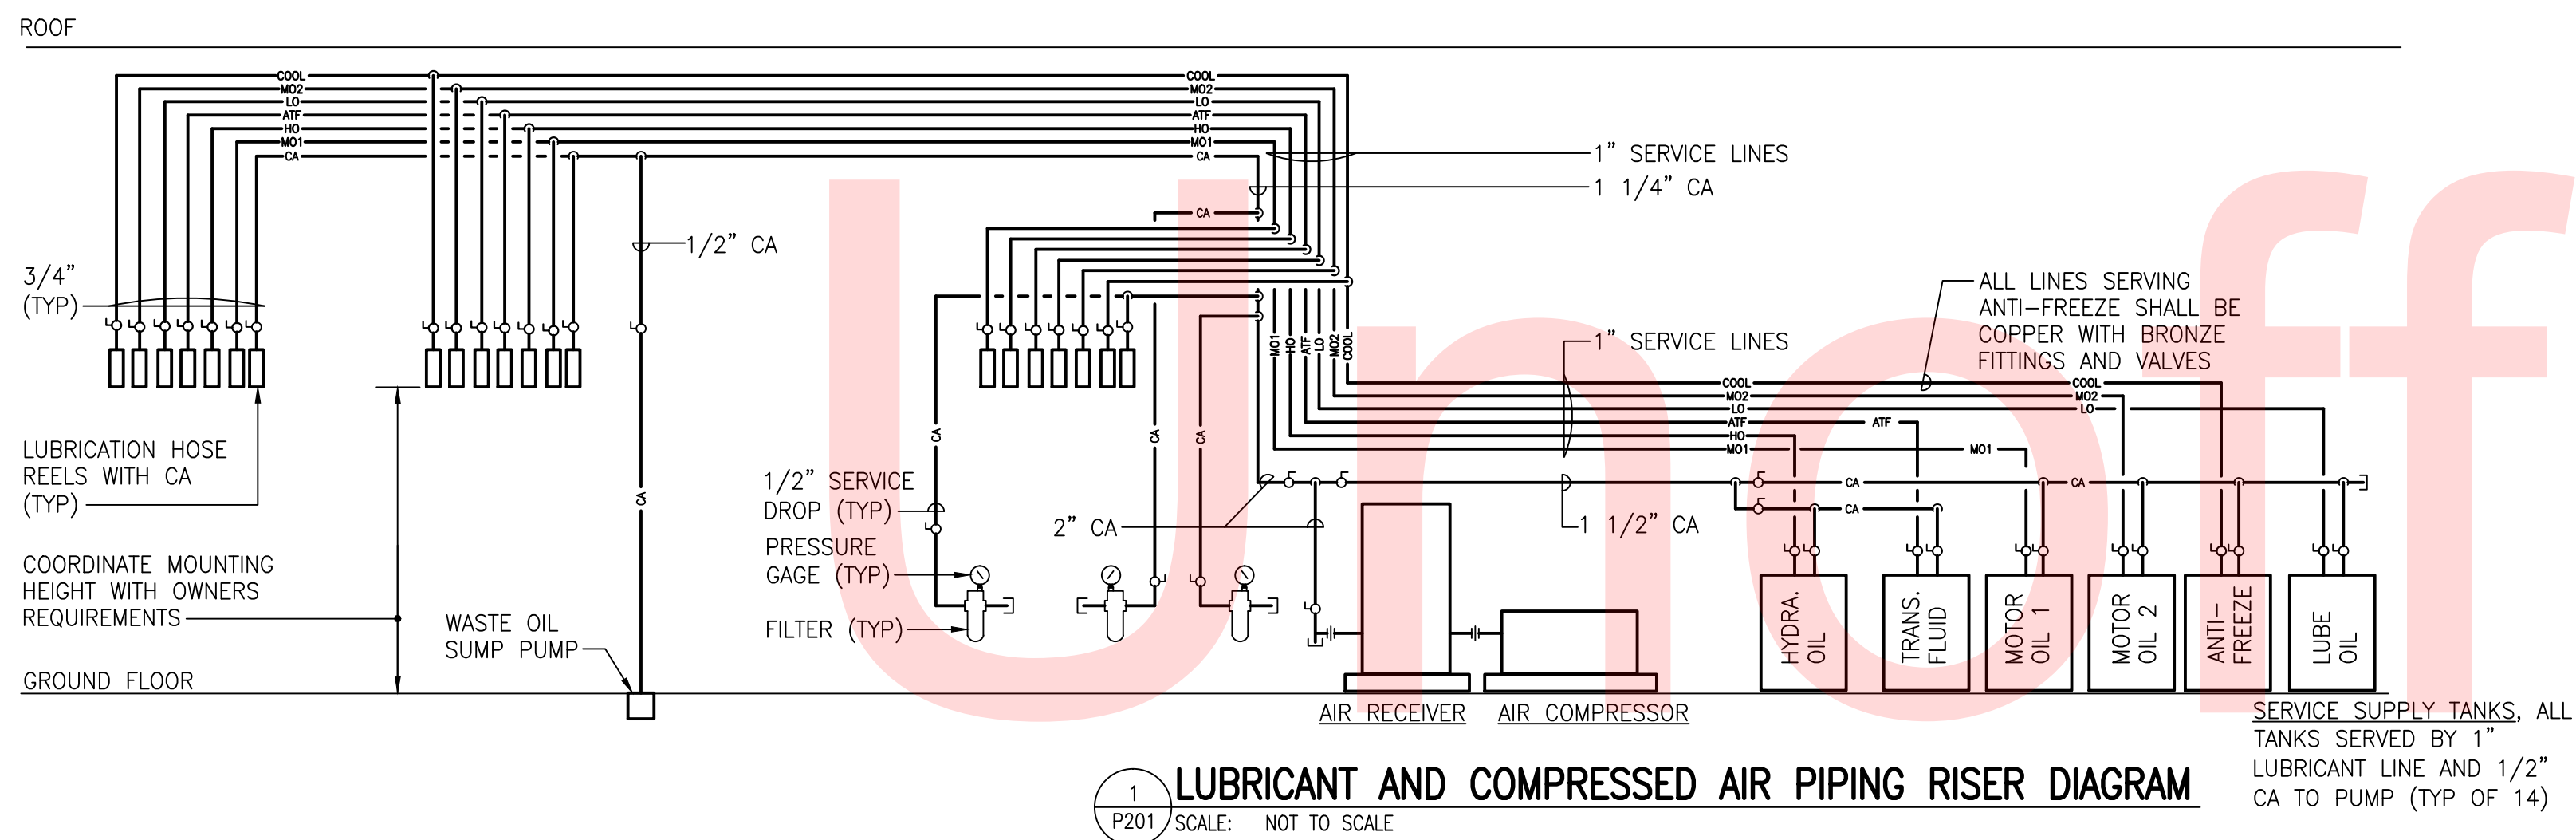 ROOF
COOL
MO2
LO
ATF
HO
MO1
CA
COOL
MO2
LO
ATF
HO
MO1
CA
1” SERVICE LINES
1 1/4” CA
CA
1/2” CA
3/4”
(TYP)
ALL LINES SERVING
ANTI-FREEZE SHALL BE
COPPER WITH BRONZE
FITTINGS AND VALVES
1” SERVICE LINES
MO1
HO
ATF
LO
MO2
COOL
COOL
MO2
LO
ATF
HO
MO1
COOL
MO2
LO
ATF
MO1
CA
CA
CA
CA
CA
CA
CA
LUBRICATION HOSE
REELS WITH CA
(TYP)
1/2” SERVICE
DROP (TYP)
2” CA
1 1/2” CA
PRESSURE
GAGE (TYP)
FILTER (TYP)
COORDINATE MOUNTING
HEIGHT WITH OWNERS
REQUIREMENTS
WASTE OIL
SUMP PUMP
GROUND FLOOR
HYDRA.
OIL
TRANS.
FLUID
MOTOR
OIL 1
MOTOR
OIL 2
ANTI-
FREEZE
LUBE
OIL
AIR RECEIVER
AIR COMPRESSOR
SERVICE SUPPLY TANKS, ALL
TANKS SERVED BY 1”
LUBRICANT LINE AND 1/2”
CA TO PUMP (TYP OF 14)
1
P201
LUBRICANT AND COMPRESSED AIR PIPING RISER DIAGRAM
SCALE: NOT TO SCALE
Unoff